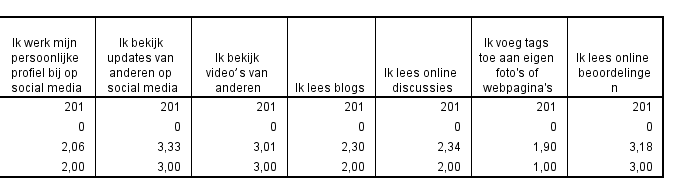 Ik werk mijn persoonlijke profiel bij op social media
Ik bekijk updates van anderen op social media
Ik bekijk video's van anderen
Ik lees blogs
Ik lees online discussies
Ik voeg tags toe aan eigen foto's of webpagina's
Ik lees online beoordelinge n
201 201 201 201 201 201 201
0 0 0 0 0 0 0
2,06 3,33 3,01 2,30 2,34 1,90 3,18
2,00 3,00 3,00 2,00 2,00 1,00 3,00